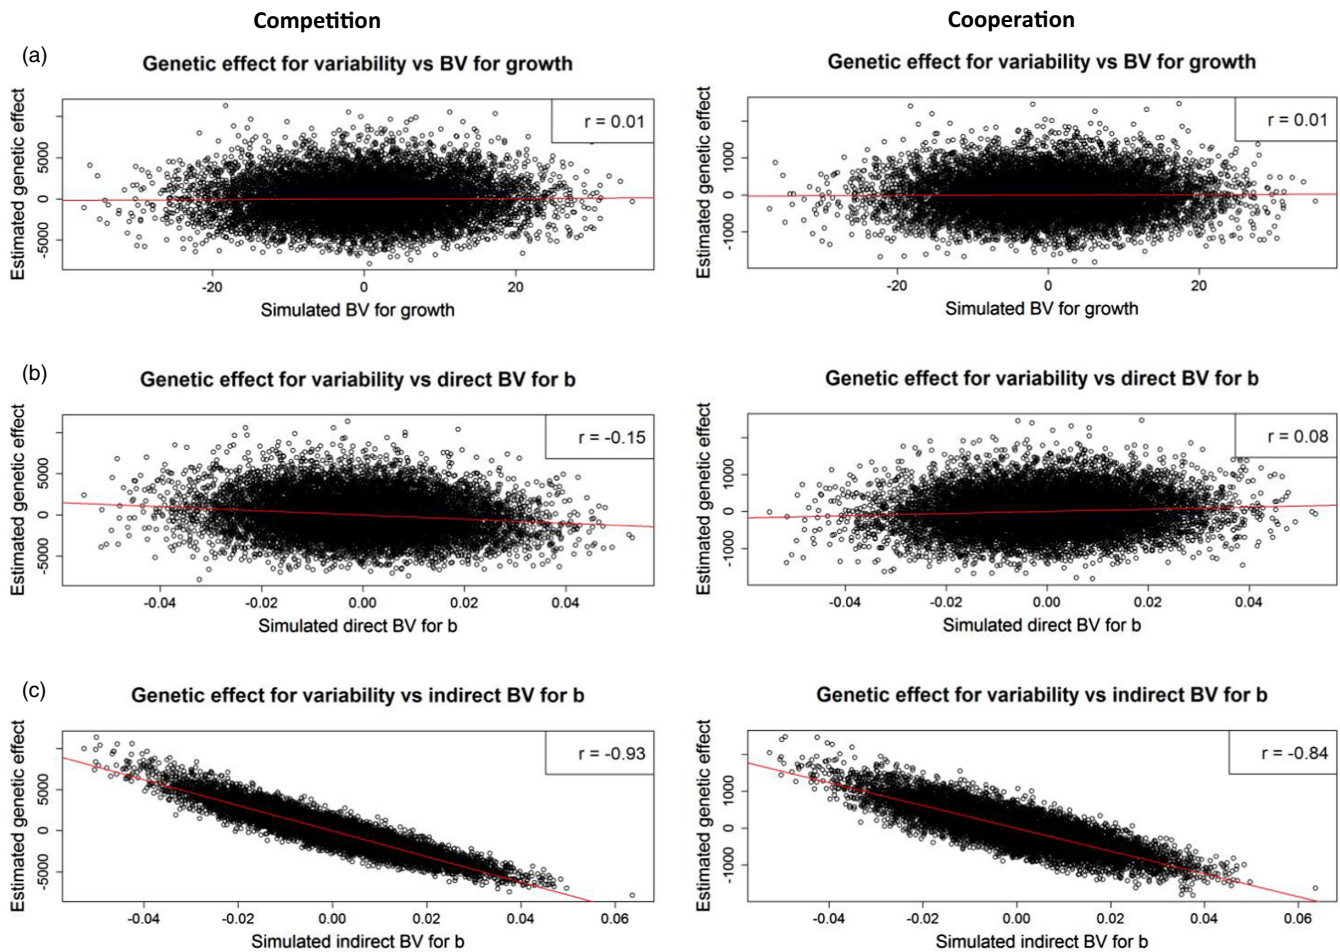 Competition
Cooperation
(a)
Genetic effect for variability vs BV for growth
Estimated genetic effect
5000
0
-5000
r = 0.01
-20
0
20
Simulated BV for growth
Genetic effect for variability vs BV for growth
Estimated genetic effect
1000
0
-1000
r = 0.01
-20
0
20
Simulated BV for growth
(b)
Genetic effect for variability vs direct BV for b
Estimated genetic effect
5000
0
-5000
r = -0.15
-0.04
-0.02
0.00
0.02
0.04
Simulated direct BV for b
Genetic effect for variability vs direct BV for b
Estimated genetic effect
1000
0
-1000
r = 0.08
-0.04
-0.02
0.00
0.02
0.04
Simulated direct BV for b
(c)
Genetic effect for variability vs indirect BV for b
Estimated genetic effect
5000
0
-5000
r = -0.93
-0.04
-0.02
0.00
0.02
0.04
0.06
Simulated indirect BV for b
Genetic effect for variability vs indirect BV for b
Estimated genetic effect
1000
0
-1000
r = -0.84
-0.04
-0.02
0.00
0.02
0.04
0.06
Simulated indirect BV for b